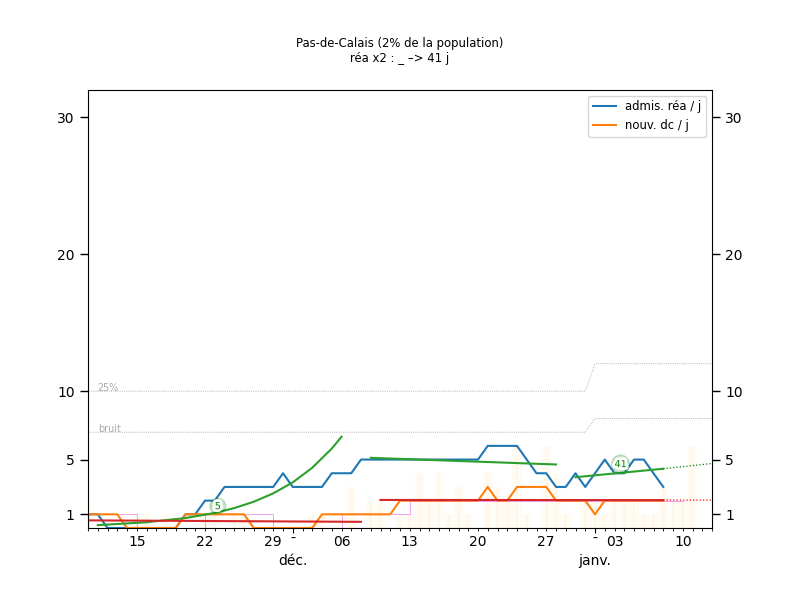 Pas-de-Calais (2% de la population)
réa x2 : _ –> 41 j
admis. réa / j
nouv. dc / j
30 30
20 20
10 10
25%
bruit
5 5
41
5
1 1
15 22 29 - 06 13 20 27 - 03 10
déc. janv.